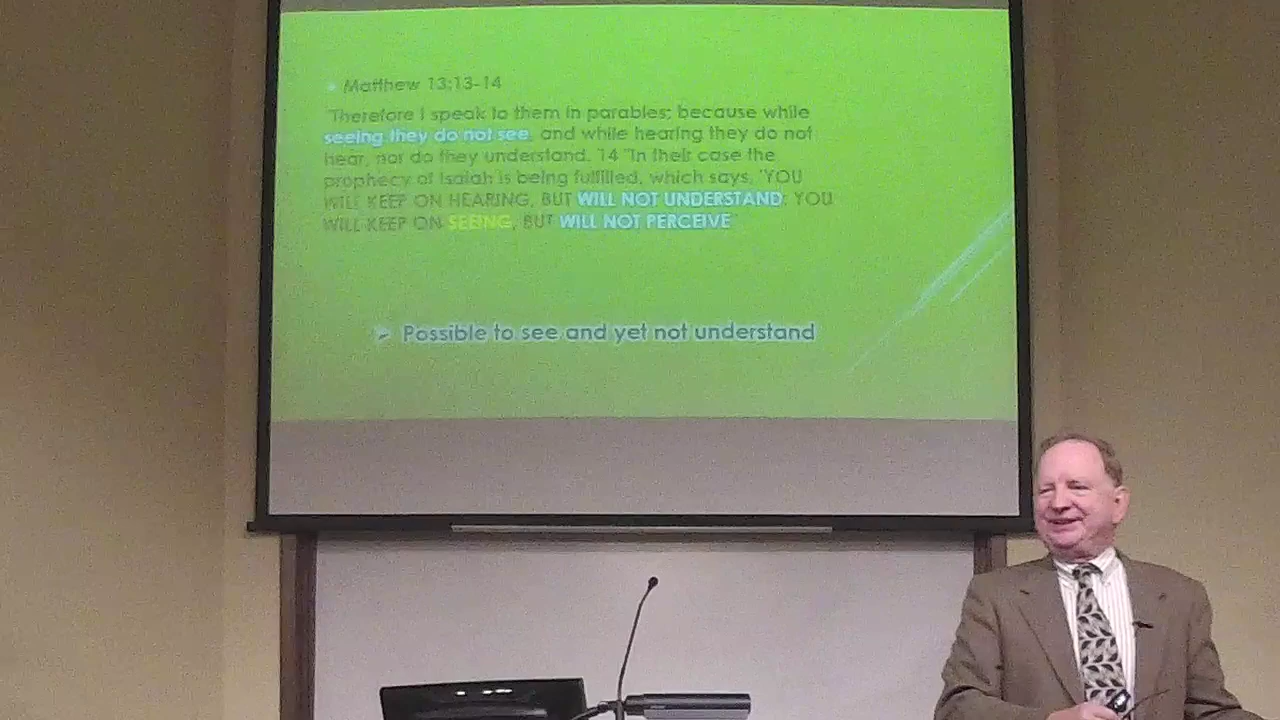 Matthew 13:13-14
"Therefore I speak to them in parables; because while
seeing they do not see, and while hearing they do not
hear, nor do they understand. 14 "In their case the
prophecy of Isaiah is being fulfilled, which says, 'YOU
WILL KEEP ON HEARING, BUT WILL NOT UNDERSTAND; YOU
WILL KEEP ON SEEING, BUT WILL NOT PERCEIVE
Possible to see and yet not understand